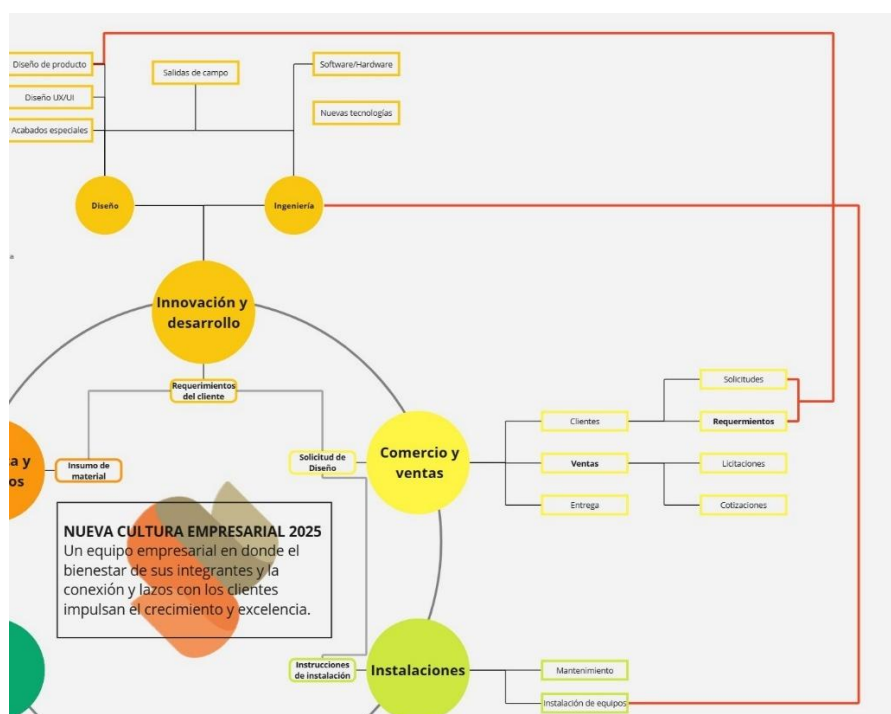 Diseño de producto
Salidas de campo
Software/Hardware
Diseño UX/UI
Nuevas tecnologías
Acabados especiales
Diseño
Ingeniería
Innovación y
desarrollo
Requerimientos
del cliente
Solicitudes
Clientes
Requermientos
a y
os
Insumo de
material
Solicitud de
Diseño
Comercio y
ventas
Ventas
Licitaciones
Entrega
Cotizaciones
NUEVA CULTURA EMPRESARIAL 2025
Un equipo empresarial en donde el
bienestar de sus integrantes y la
conexión y lazos con los clientes
impulsan el crecimiento y excelencia.
Instrucciones
de instalación
Instalaciones
Mantenimiento
Instalación de equipos